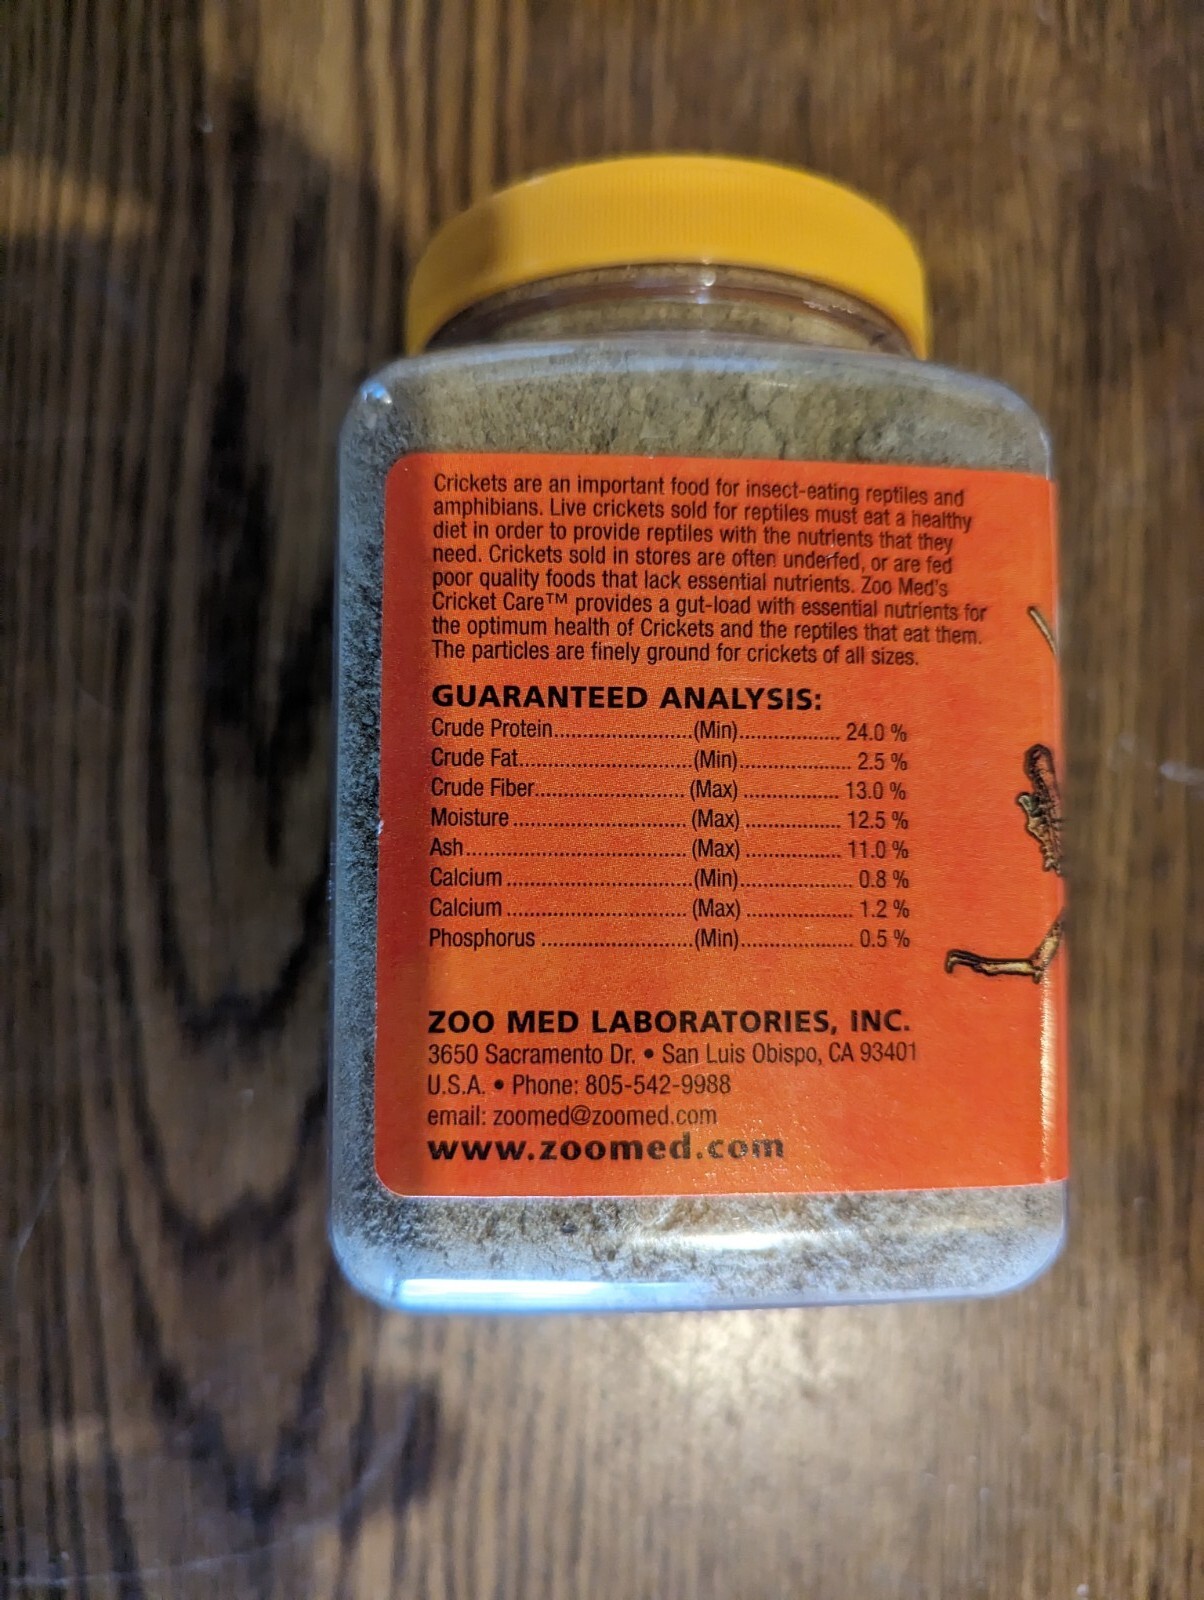 Crickets are an important food for insect-eating reptiles and
amphibians. Live crickets sold for reptiles must eat a healthy
diet in order to provide reptiles with the nutrients that they
need. Crickets sold in stores are often underfed, or are fed
poor quality foods that lack essential nutrients. Zoo Med's
Cricket Care™ provides a gut-load with essential nutrients for
the optimum health of Crickets and the reptiles that eat them.
The particles are finely ground for crickets of all sizes.
GUARANTEED ANALYSIS:
Crude Protein..........................(Min)................... 24.0 %
Crude Fat................................(Min)..................... 2.5 %
Crude Fiber............................ (Max) .................. 13.0 %
Moisture ................................ (Max) .................. 12.5 %
Ash......................................... (Max) .................. 11.0 %
Calcium ..................................(Min)..................... 0.8 %
Calcium ................................. (Max) .................... 1.2 %
Phosphorus ............................(Min)..................... 0.5 %
ZOO MED LABORATORIES, INC.
3650 Sacramento Dr. • San Luis Obispo, CA 93401
U.S.A. • Phone: 805-542-9988
email: zoomed@zoomed.com
www.zoomed.com